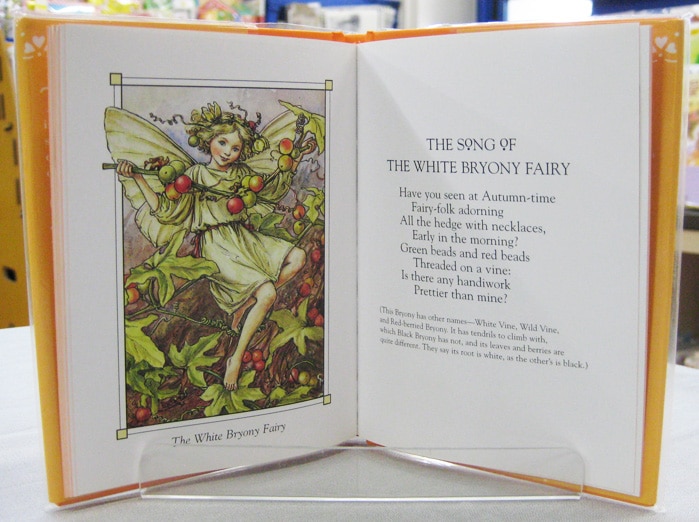 The White Bryony Fairy
THE SONG OF
THE WHITE BRYONY FAIRY
Have you seen at Autumn-time
Fairy-folk adorning
All the hedge with necklaces,
Early in the morning?
Green beads and red beads
Threaded on a vine:
Is there any handiwork
Prettier than mine?
(This Bryony has other names—White Vine, Wild Vine,
and Red-berried Bryony. It has tendrils to climb with,
which Black Bryony has not, and its leaves and berries are
quite different. They say its root is white, as the other's is black.)